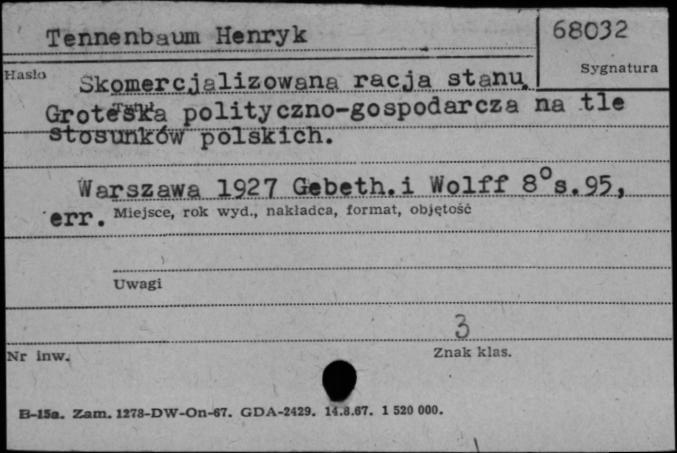 Tennenbaum Henryk
68032
Hasło
Sygnatura
Skomercjalizowana racja stanu.
Tytuł
Groteska polityczno-gospodarcza na tle
stosunków polskich.
Warszawa 1927 Gebeth.i Wolff 8°s.95,
err.
Miejsce, rok wyd., nakładca, format, objętość
Uwagi
3
Nr inw.
Znak klas.
B-15a. Zam. 1278-DW-On-67. GDA-2429. 14.8.67. 1 520 000.